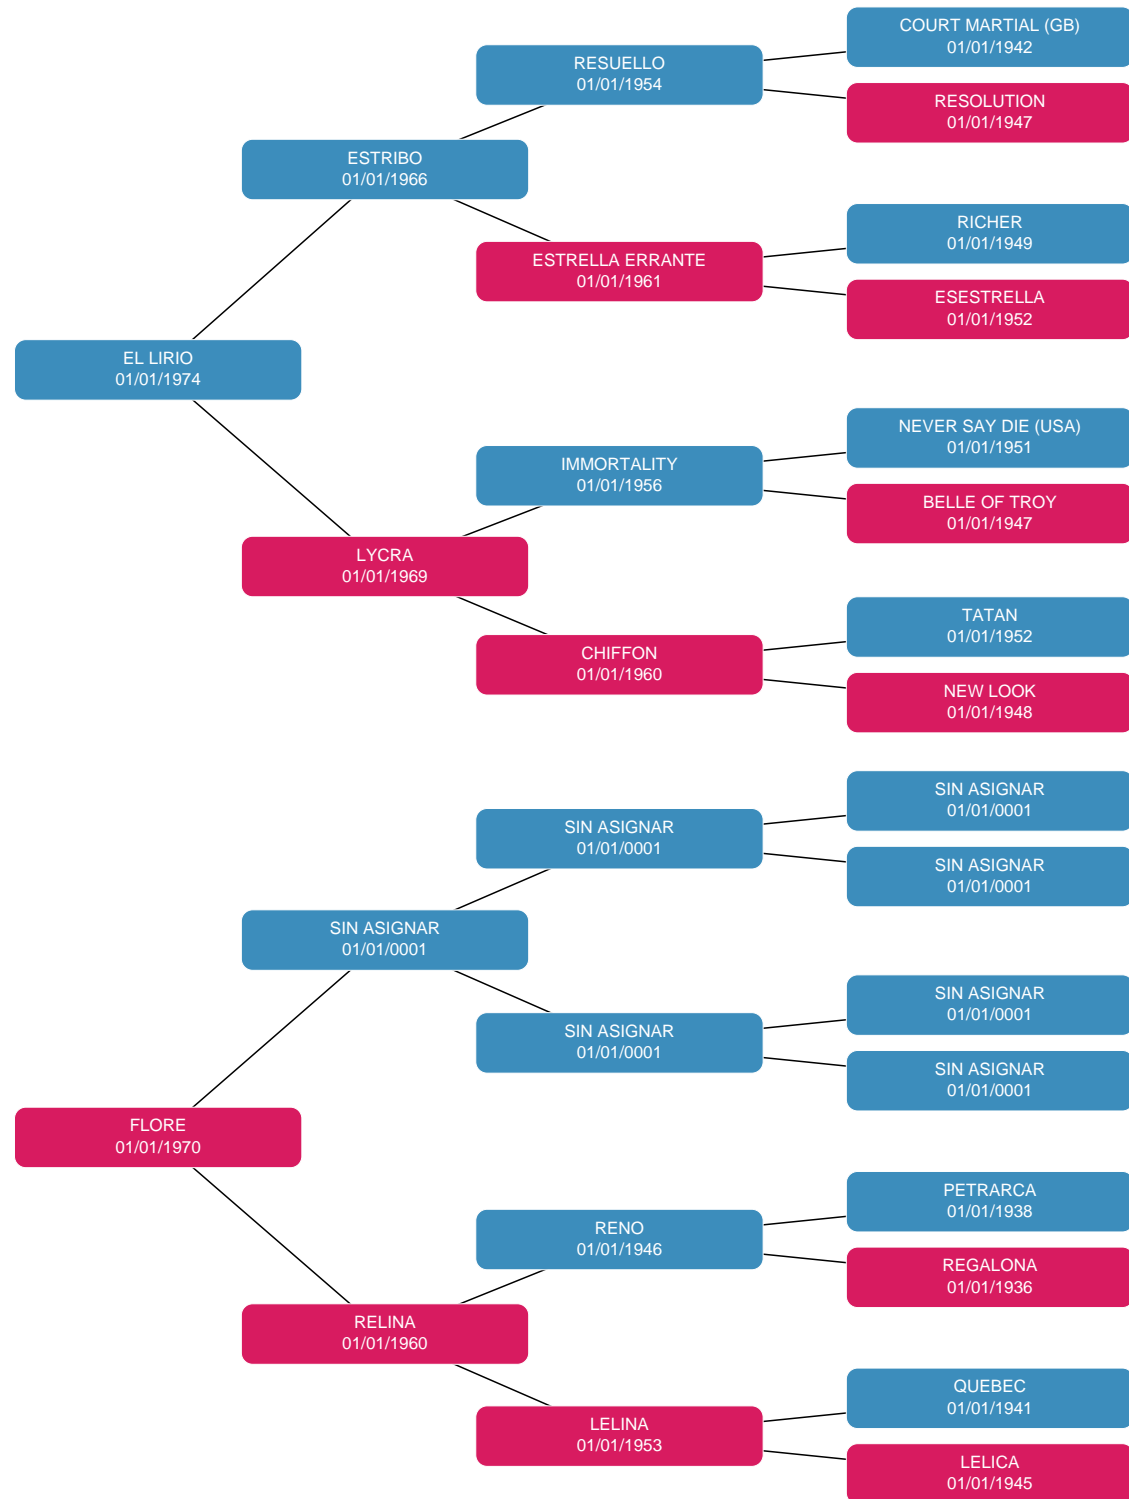 COURT MARTIAL (GB)
01/01/1942
RESUELLO
01/01/1954
RESOLUTION
01/01/1947
ESTRIBO
01/01/1966
RICHER
01/01/1949
ESTRELLA ERRANTE
01/01/1961
ESESTRELLA
01/01/1952
EL LIRIO
01/01/1974
NEVER SAY DIE (USA)
01/01/1951
IMMORTALITY
01/01/1956
BELLE OF TROY
01/01/1947
LYCRA
01/01/1969
TATAN
01/01/1952
CHIFFON
01/01/1960
NEW LOOK
01/01/1948
SIN ASIGNAR
01/01/0001
SIN ASIGNAR
01/01/0001
SIN ASIGNAR
01/01/0001
SIN ASIGNAR
01/01/0001
SIN ASIGNAR
01/01/0001
SIN ASIGNAR
01/01/0001
SIN ASIGNAR
01/01/0001
FLORE
01/01/1970
PETRARCA
01/01/1938
RENO
01/01/1946
REGALONA
01/01/1936
RELINA
01/01/1960
QUEBEC
01/01/1941
LELINA
01/01/1953
LELICA
01/01/1945